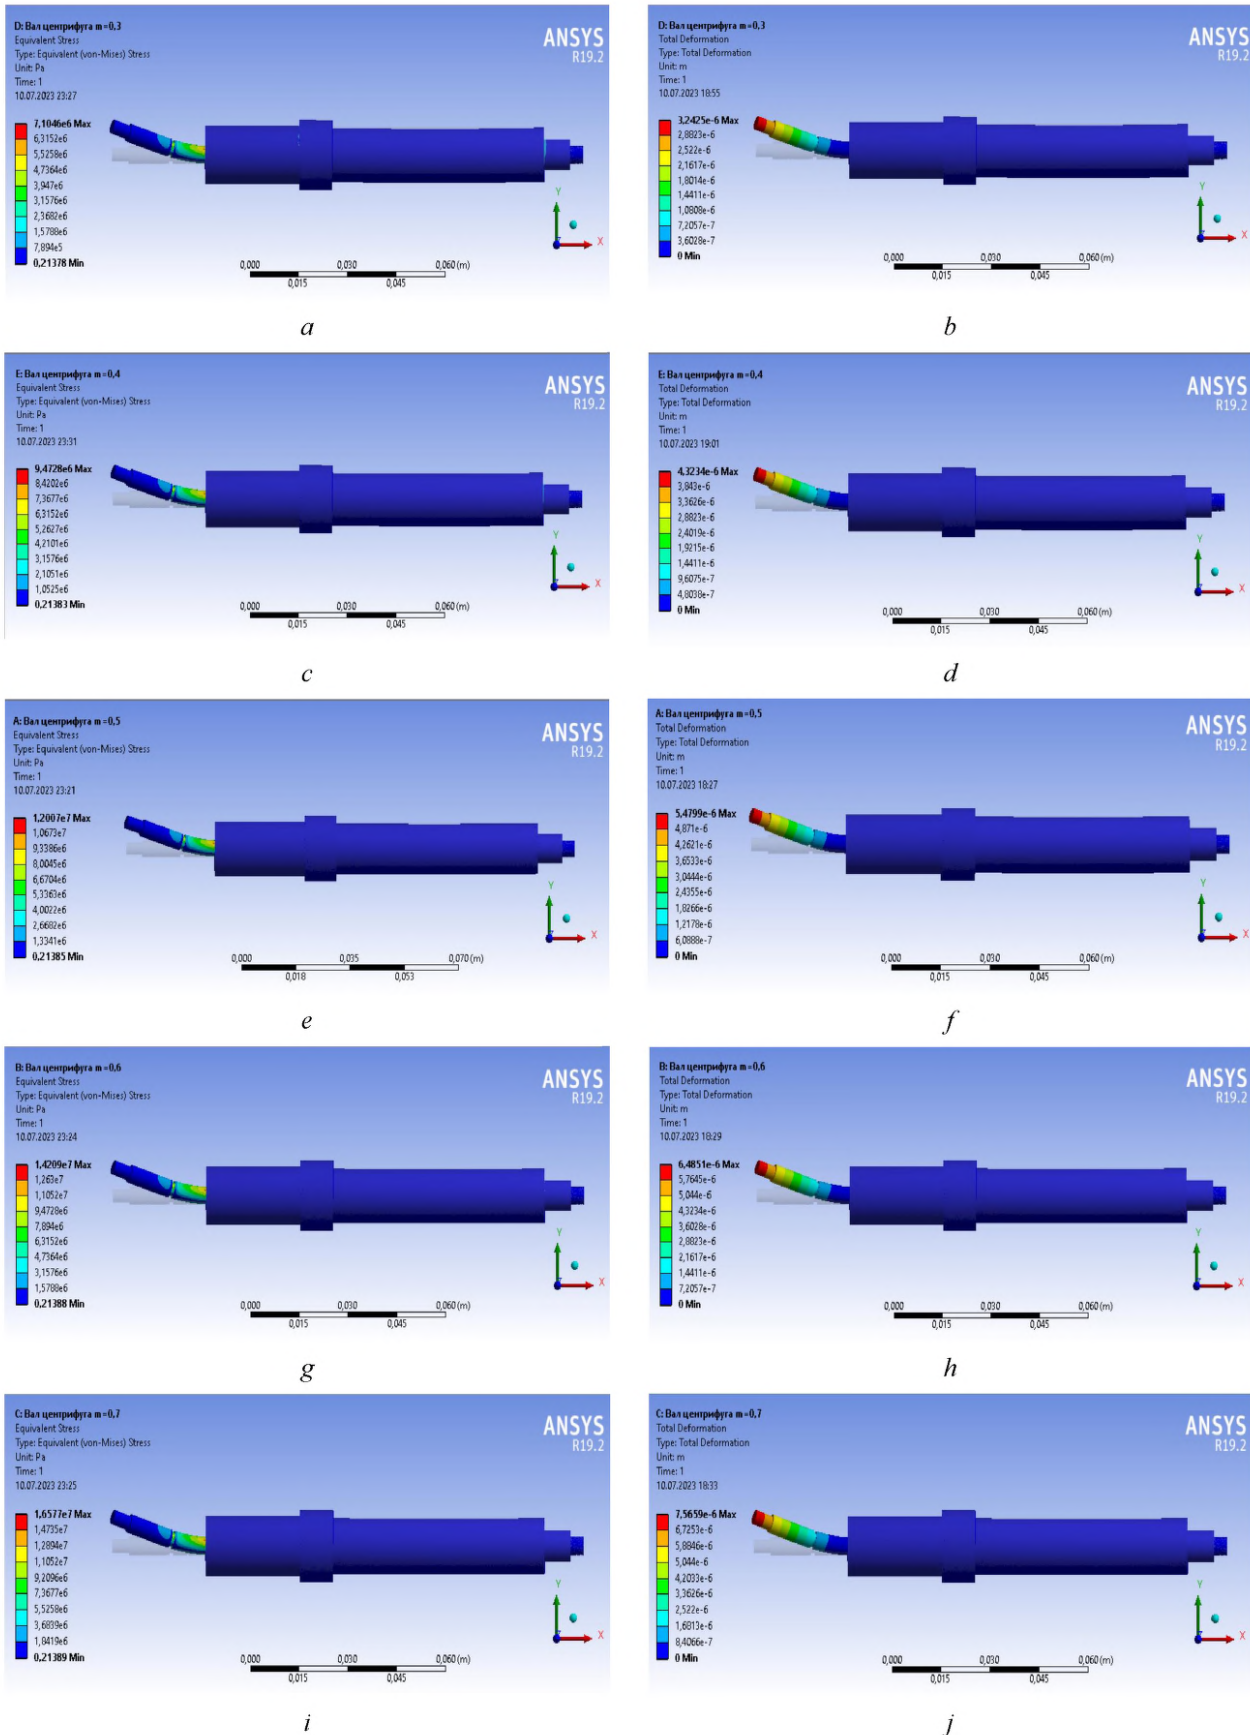 D: Вал центрифуга m=0,3
Equivalent Stress
Type: Equivalent (von-Mises) Stress
Unit: Pa
Time: 1
10.07.2023 23:27
ANSYS
R19.2
7,1046e6 Max
6,3152e6
5,5258e6
4,7364e6
3,947e6
3,1576e6
2,3682e6
1,5788e6
7,894e5
0,21378 Min
Y
X
0,000 0,030 0,060 (m)
0,015 0,045
a
D: Вал центрифуга m=0,3
Total Deformation
Type: Total Deformation
Unit: m
Time: 1
10.07.2023 18:55
ANSYS
R19.2
3,2425e-6 Max
2,8823e-6
2,522e-6
2,1617e-6
1,8014e-6
1,4411e-6
1,0808e-6
7,2057e-7
3,6028e-7
0 Min
Y
X
0,000 0,030 0,060 (m)
0,015 0,045
b
E: Вал центрифуга m=0,4
Equivalent Stress
Type: Equivalent (von-Mises) Stress
Unit: Pa
Time: 1
10.07.2023 23:31
ANSYS
R19.2
9,4728e6 Max
8,4202e6
7,3677e6
6,3152e6
5,2627e6
4,2101e6
3,1576e6
2,1051e6
1,0525e6
0,21383 Min
Y
X
0,000 0,030 0,060 (m)
0,015 0,045
c
E: Вал центрифуга m=0,4
Total Deformation
Type: Total Deformation
Unit: m
Time: 1
10.07.2023 19:01
ANSYS
R19.2
4,3234e-6 Max
3,843e-6
3,3626e-6
2,8823e-6
2,4019e-6
1,9215e-6
1,4411e-6
9,6075e-7
4,8038e-7
0 Min
Y
X
0,000 0,030 0,060 (m)
0,015 0,045
d
A: Вал центрифуга m=0,5
Equivalent Stress
Type: Equivalent (von-Mises) Stress
Unit: Pa
Time: 1
10.07.2023 23:21
ANSYS
R19.2
1,2007e7 Max
1,0673e7
9,3386e6
8,0045e6
6,6704e6
5,3363e6
4,0022e6
2,6682e6
1,3341e6
0,21385 Min
Y
X
0,000 0,035 0,070 (m)
0,018 0,053
e
A: Вал центрифуга m=0,5
Total Deformation
Type: Total Deformation
Unit: m
Time: 1
10.07.2023 18:27
ANSYS
R19.2
5,4799e-6 Max
4,871e-6
4,2621e-6
3,6533e-6
3,0444e-6
2,4355e-6
1,8266e-6
1,2178e-6
6,0888e-7
0 Min
Y
X
0,000 0,030 0,060 (m)
0,015 0,045
f
B: Вал центрифуга m=0,6
Equivalent Stress
Type: Equivalent (von-Mises) Stress
Unit: Pa
Time: 1
10.07.2023 23:24
ANSYS
R19.2
1,4209e7 Max
1,263e7
1,1052e7
9,4728e6
7,894e6
6,3152e6
4,7364e6
3,1576e6
1,5788e6
0,21388 Min
Y
X
0,000 0,030 0,060 (m)
0,015 0,045
g
B: Вал центрифуга m=0,6
Total Deformation
Type: Total Deformation
Unit: m
Time: 1
10.07.2023 18:29
ANSYS
R19.2
6,4851e-6 Max
5,7645e-6
5,044e-6
4,3234e-6
3,6028e-6
2,8823e-6
2,1617e-6
1,4411e-6
7,2057e-7
0 Min
Y
X
0,000 0,030 0,060 (m)
0,015 0,045
h
C: Вал центрифуга m=0,7
Equivalent Stress
Type: Equivalent (von-Mises) Stress
Unit: Pa
Time: 1
10.07.2023 23:25
ANSYS
R19.2
1,6577e7 Max
1,4735e7
1,2894e7
1,1052e7
9,2096e6
7,3677e6
5,5258e6
3,6839e6
1,8419e6
0,21389 Min
Y
X
0,000 0,030 0,060 (m)
0,015 0,045
i
C: Вал центрифуга m=0,7
Total Deformation
Type: Total Deformation
Unit: m
Time: 1
10.07.2023 18:33
ANSYS
R19.2
7,5659e-6 Max
6,7253e-6
5,8846e-6
5,044e-6
4,2033e-6
3,3626e-6
2,522e-6
1,6813e-6
8,4066e-7
0 Min
Y
X
0,000 0,030 0,060 (m)
0,015 0,045
j